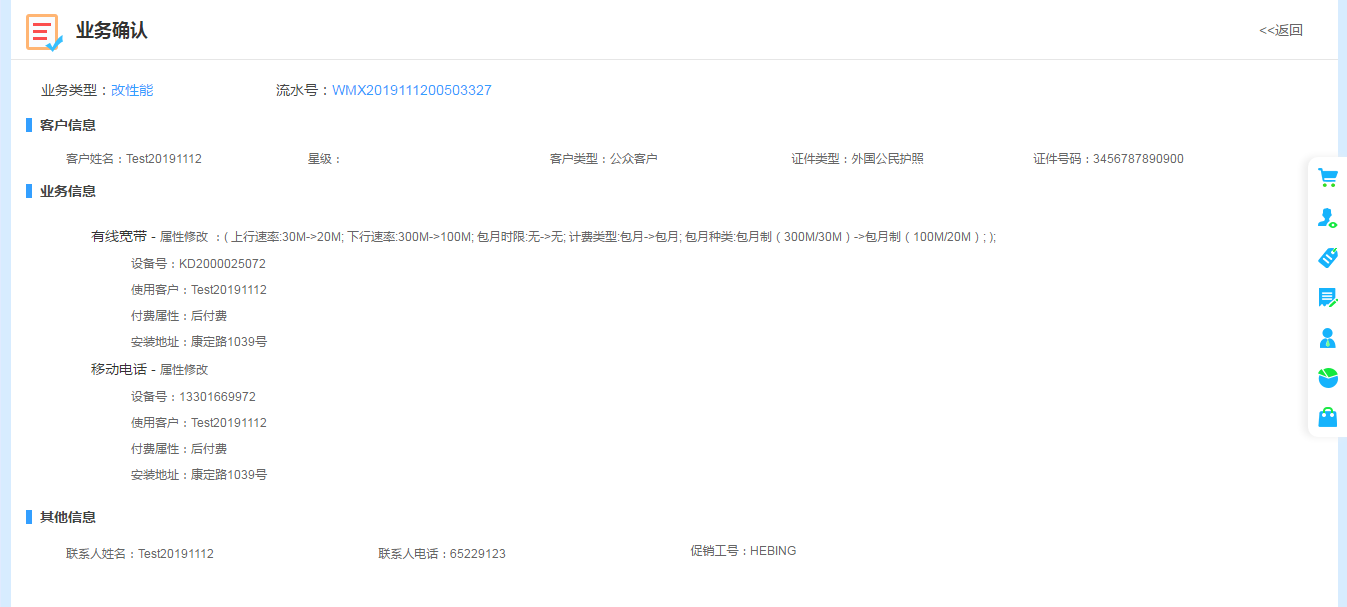 业务确认 <<返回
业务类型：改性能 流水号：WMX2019111200503327
客户信息
客户姓名：Test20191112 星级： 客户类型：公众客户 证件类型：外国公民护照 证件号码：3456787890900
业务信息
有线宽带 - 属性修改 ：( 上行速率:30M->20M; 下行速率:300M->100M; 包月时限:无->无; 计费类型:包月->包月; 包月种类:包月制（300M/30M）->包月制（100M/20M）; );
设备号：KD2000025072
使用客户：Test20191112
付费属性：后付费
安装地址：康定路1039号
移动电话 - 属性修改
设备号：13301669972
使用客户：Test20191112
付费属性：后付费
安装地址：康定路1039号
其他信息
联系人姓名：Test20191112 联系人电话：65229123 促销工号：HEBING